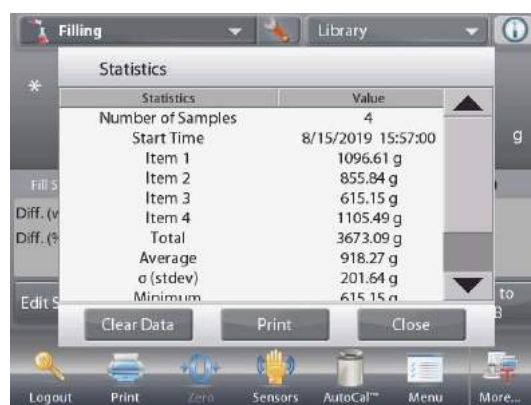 Filling
Library
Statistics
*
Statistics Value
Number of Samples 4
Start Time 8/15/2019 15:57:00
Item 1 1096.61 g
Item 2 855.84 g
Item 3 615.15 g
Item 4 1105.49 g
Total 3673.09 g
Average 918.27 g
σ (stdev) 201.64 g
Minimum 615.15 g
g
Fill S
Diff. (w
Diff. (%
Edit S
to
Clear Data Print Close
Logout Print Zero Sensors AutoCal™ Menu More...